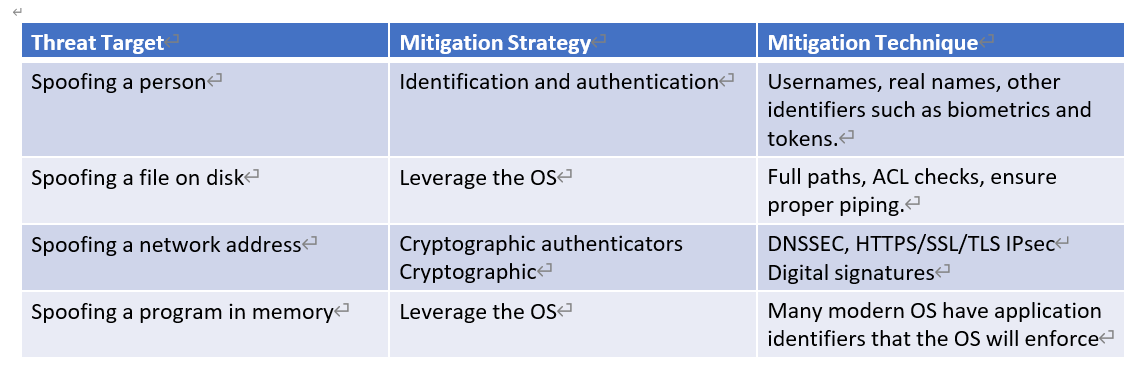 Threat Target
Mitigation Strategy
Mitigation Technique
Spoofing a person
Identification and authentication
Usernames, real names, other
identifiers such as biometrics and
tokens.
Spoofing a file on disk
Leverage the OS
Full paths, ACL checks, ensure
proper piping.
Spoofing a network address
Cryptographic authenticators
Cryptographic
DNSSEC, HTTPS/SSL/TLS IPsec
Digital signatures
Spoofing a program in memory
Leverage the OS
Many modern OS have application
identifiers that the OS will enforce